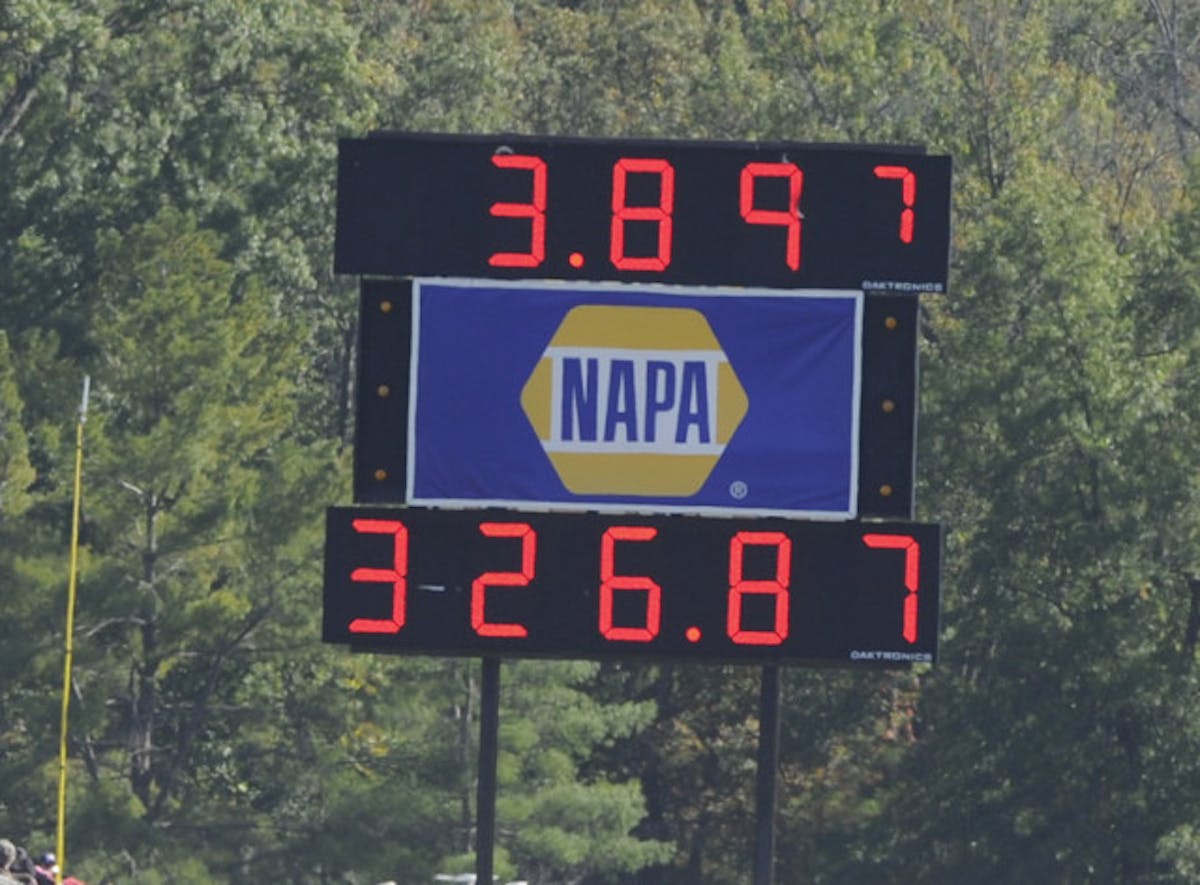 3.897
DAKTRONICS
NAPA
®
326.87
DAKTRONICS